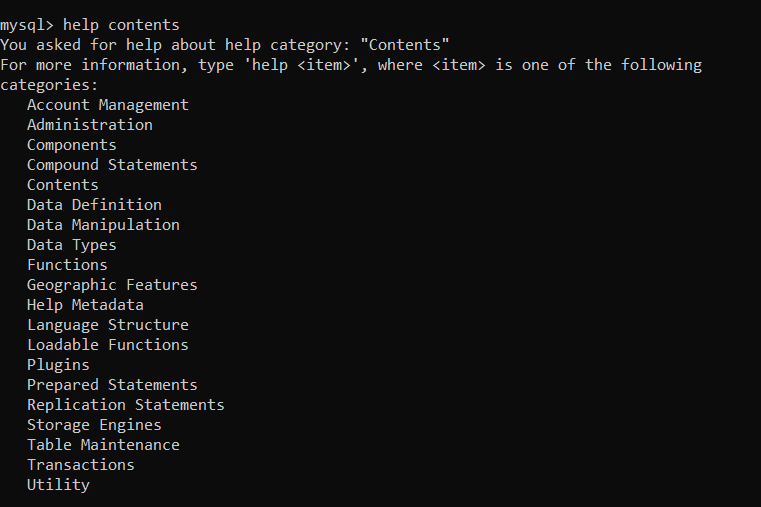 mysql> help contents
You asked for help about help category: "Contents"
For more information, type 'help <item>', where <item> is one of the following
categories:
   Account Management
   Administration
   Components
   Compound Statements
   Contents
   Data Definition
   Data Manipulation
   Data Types
   Functions
   Geographic Features
   Help Metadata
   Language Structure
   Loadable Functions
   Plugins
   Prepared Statements
   Replication Statements
   Storage Engines
   Table Maintenance
   Transactions
   Utility